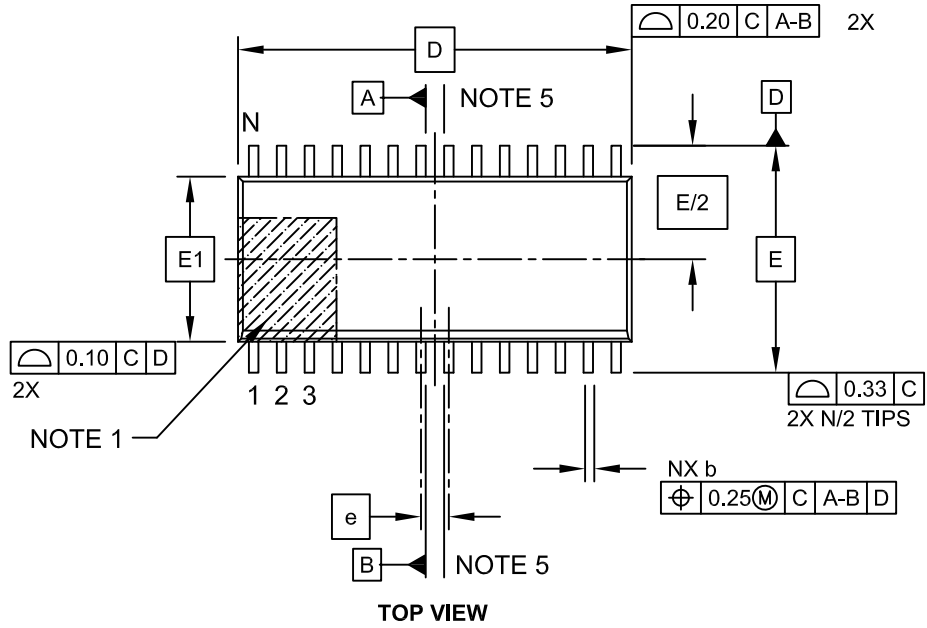 0.20 C A-B 2X
D
A NOTE 5
D
N
E/2
E1
E
0.10 C D
2X
0.33 C
2X N/2 TIPS
1 2 3
NOTE 1
NX b
0.25Ⓜ C A-B D
e
B NOTE 5
TOP VIEW